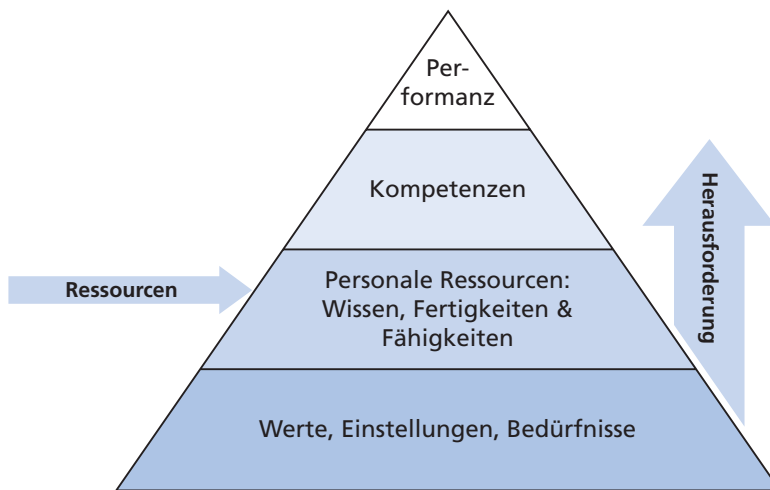 Per-
formanz
Kompetenzen
Ressourcen
Personale Ressourcen:
Wissen, Fertigkeiten &
Fähigkeiten
Herausforderung
Werte, Einstellungen, Bedürfnisse